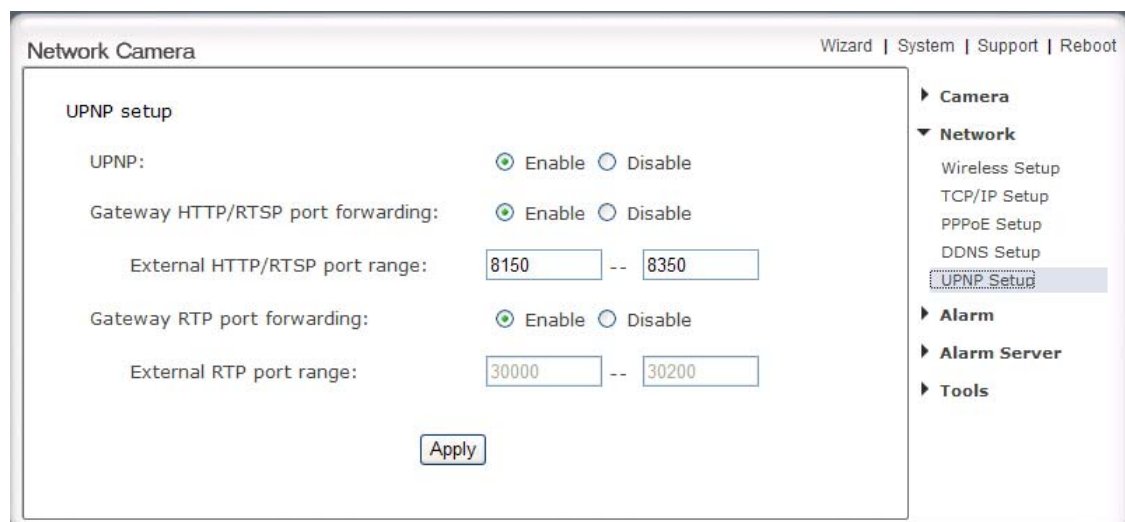 Network Camera
Wizard | System | Support | Reboot
UPNP setup
UPNP: Enable Disable
Gateway HTTP/RTSP port forwarding: Enable Disable
External HTTP/RTSP port range: 8150 -- 8350
Gateway RTP port forwarding: Enable Disable
External RTP port range: 30000 -- 30200
Apply
Camera
Network
Wireless Setup
TCP/IP Setup
PPPoE Setup
DDNS Setup
UPNP Setup
Alarm
Alarm Server
Tools